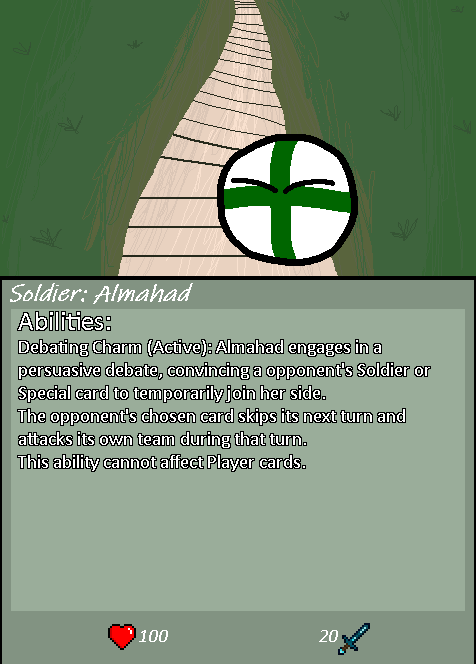 Soldier: Almahad
Abilities:
Debating Charm (Active): Almahad engages in a
persuasive debate, convincing a opponent's Soldier or
Special card to temporarily join her side.
The opponent's chosen card skips its next turn and
attacks its own team during that turn.
This ability cannot affect Player cards.
100
20